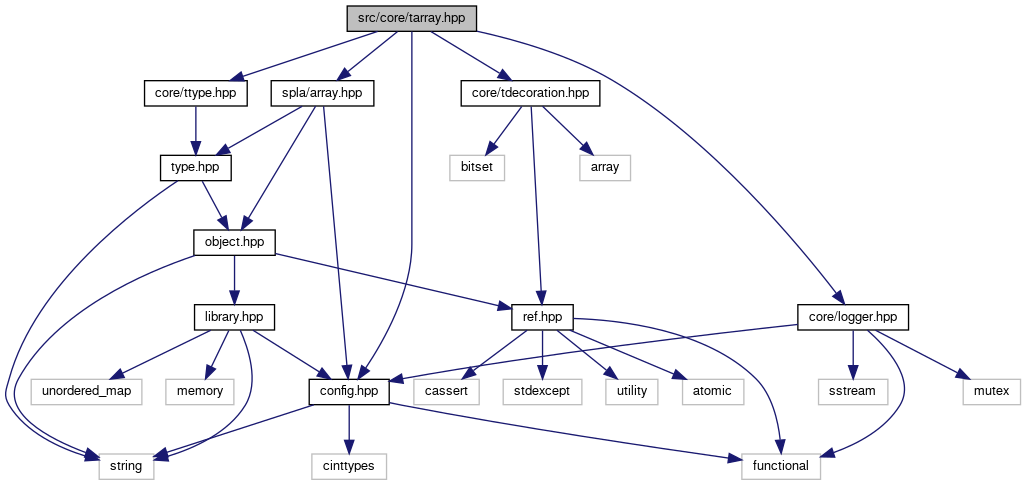 src/core/tarray.hpp
core/ttype.hpp
spla/array.hpp
core/tdecoration.hpp
type.hpp
bitset
array
object.hpp
library.hpp
ref.hpp
core/logger.hpp
unordered_map
memory
config.hpp
cassert
stdexcept
utility
atomic
sstream
mutex
string
cinttypes
functional